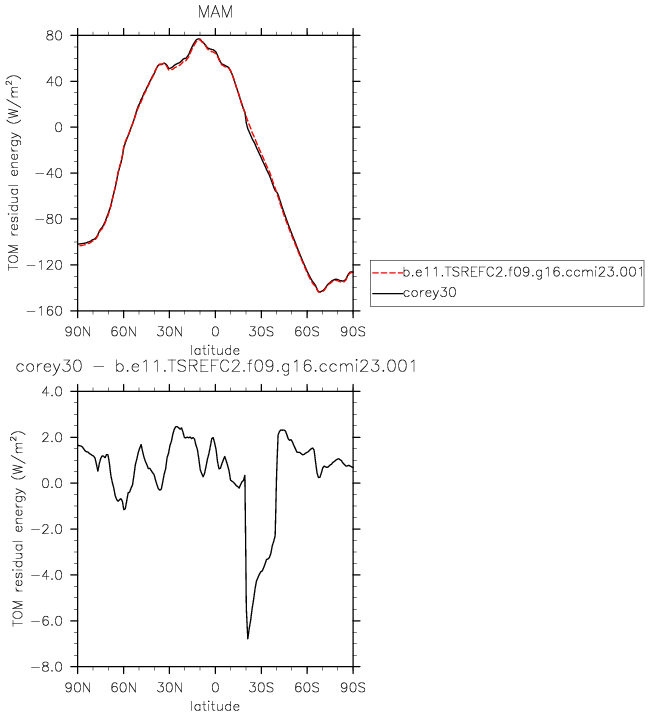 MAM
TOM residual energy (W/m²)
80
40
0
−40
−80
−120
−160
90N 60N 30N 0 30S 60S 90S
latitude
b.e11.TSREFC2.f09.g16.ccmi23.001
corey30
corey30 − b.e11.TSREFC2.f09.g16.ccmi23.001
TOM residual energy (W/m²)
4.0
2.0
0.0
−2.0
−4.0
−6.0
−8.0
90N 60N 30N 0 30S 60S 90S
latitude